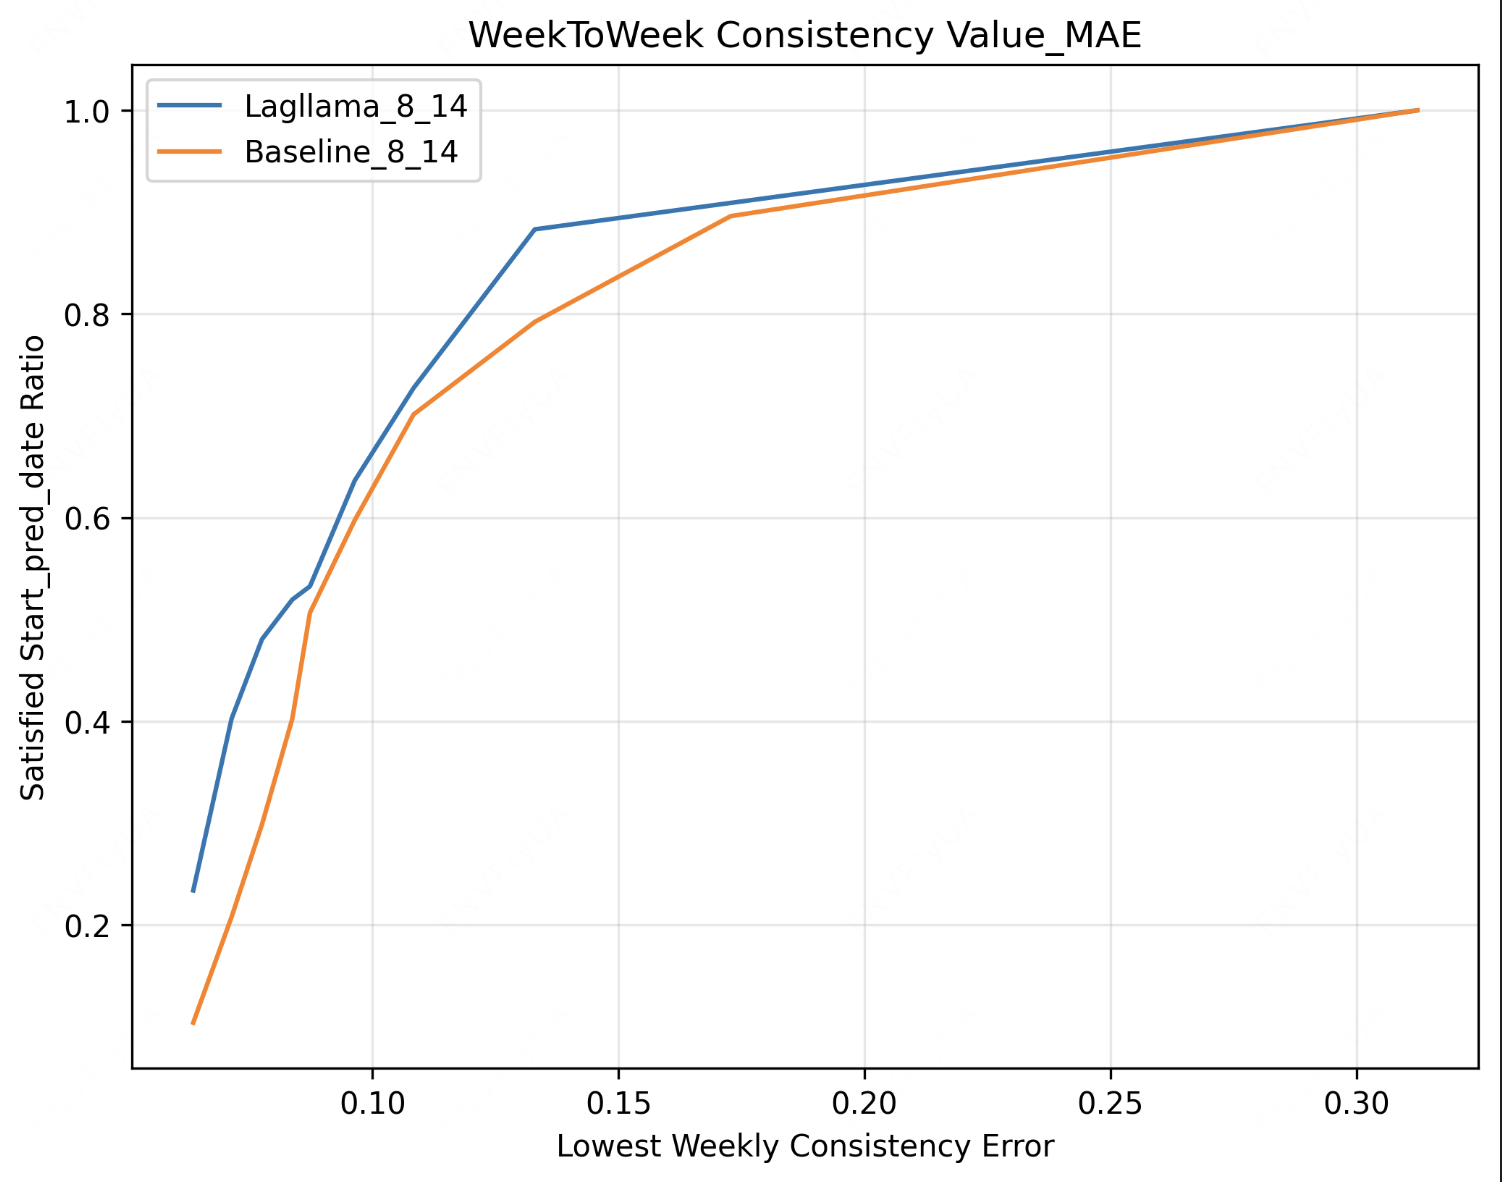 WeekToWeek Consistency Value_MAE
Lagllama_8_14
Baseline_8_14
Satisfied Start_pred_date Ratio
1.0
0.8
0.6
0.4
0.2
0.10
0.15
0.20
0.25
0.30
Lowest Weekly Consistency Error